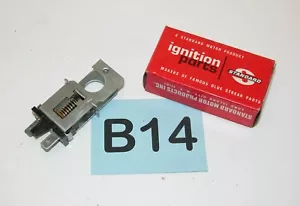 A STANDARD MOTOR PRODUCT
ignition
parts
STANDARD
MAKERS OF FAMOUS BLUE STREAK PARTS
STANDARD MOTOR PRODUCTS, INC.
B14